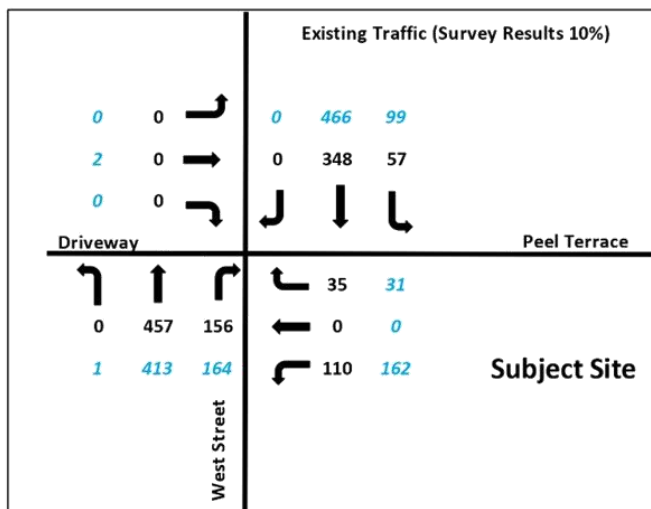 Existing Traffic (Survey Results 10%)
0 0 0 466 99
2 0 0 348 57
0 0
Driveway Peel Terrace
35 31
0 457 156 0 0
1 413 164 110 162 Subject Site
West Street